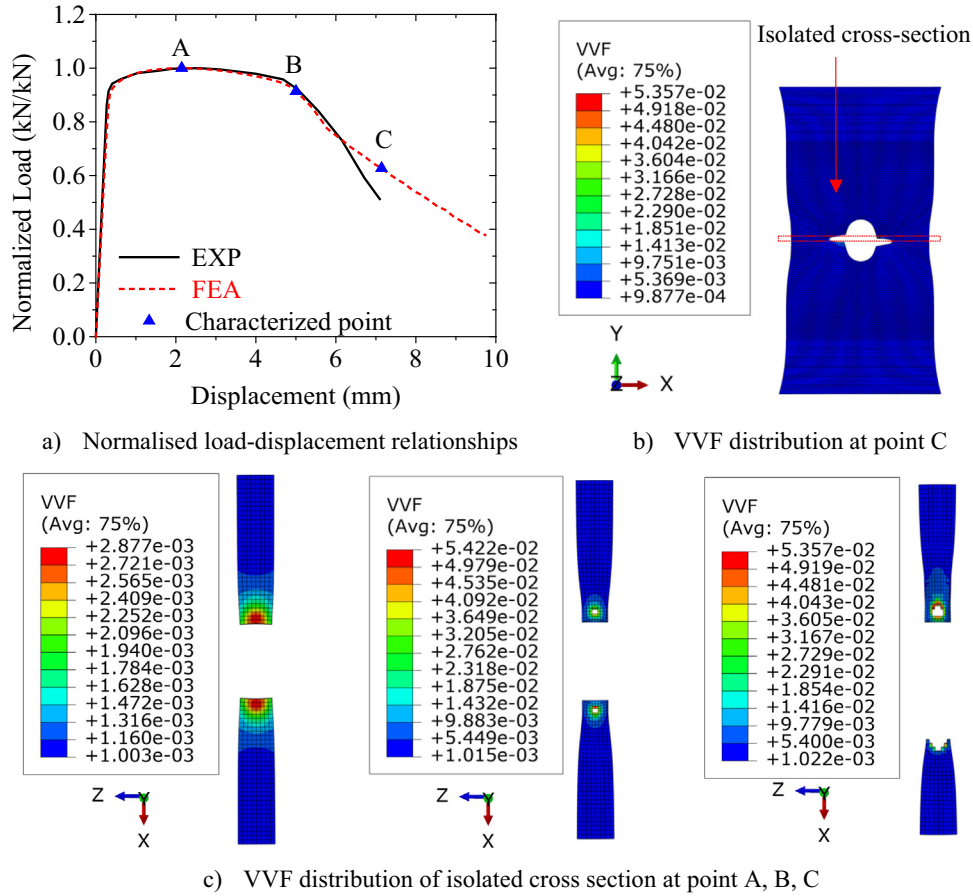 1.2
1.0
0.8
0.6
0.4
0.2
0.0
Normalized Load (kN/kN)
A
B
C
EXP
FEA
Characterized point
0 2 4 6 8 10
Displacement (mm)
a) Normalised load-displacement relationships
VVF
(Avg: 75%)
+5.357e-02
+4.918e-02
+4.480e-02
+4.042e-02
+3.604e-02
+3.166e-02
+2.728e-02
+2.290e-02
+1.851e-02
+1.413e-02
+9.751e-03
+5.369e-03
+9.877e-04
Isolated cross-section
Y
Z
X
b) VVF distribution at point C
VVF
(Avg: 75%)
+2.877e-03
+2.721e-03
+2.565e-03
+2.409e-03
+2.252e-03
+2.096e-03
+1.940e-03
+1.784e-03
+1.628e-03
+1.472e-03
+1.316e-03
+1.160e-03
+1.003e-03
Z
Y
X
VVF
(Avg: 75%)
+5.422e-02
+4.979e-02
+4.535e-02
+4.092e-02
+3.649e-02
+3.205e-02
+2.762e-02
+2.318e-02
+1.875e-02
+1.432e-02
+9.883e-03
+5.449e-03
+1.015e-03
Z
Y
X
VVF
(Avg: 75%)
+5.357e-02
+4.919e-02
+4.481e-02
+4.043e-02
+3.605e-02
+3.167e-02
+2.729e-02
+2.291e-02
+1.854e-02
+1.416e-02
+9.779e-03
+5.400e-03
+1.022e-03
Z
Y
X
c) VVF distribution of isolated cross section at point A, B, C